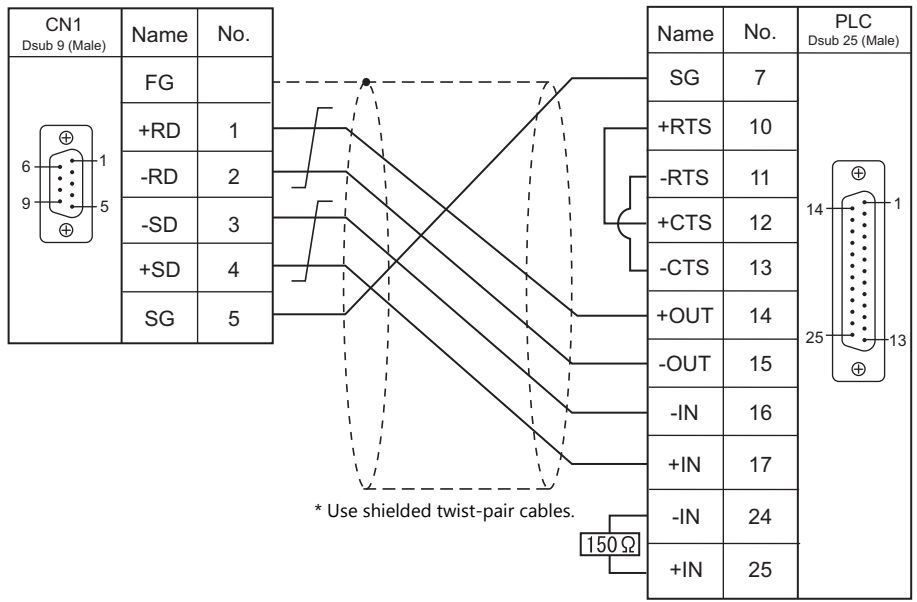 CN1
Dsub 9 (Male)
Name No.
FG
+RD 1
-RD 2
-SD 3
+SD 4
SG 5
6 1
9 5
PLC
Dsub 25 (Male)
Name No.
SG 7
+RTS 10
-RTS 11
+CTS 12
-CTS 13
+OUT 14
-OUT 15
-IN 16
+IN 17
-IN 24
+IN 25
14 1
25 13
150Ω
* Use shielded twist-pair cables.